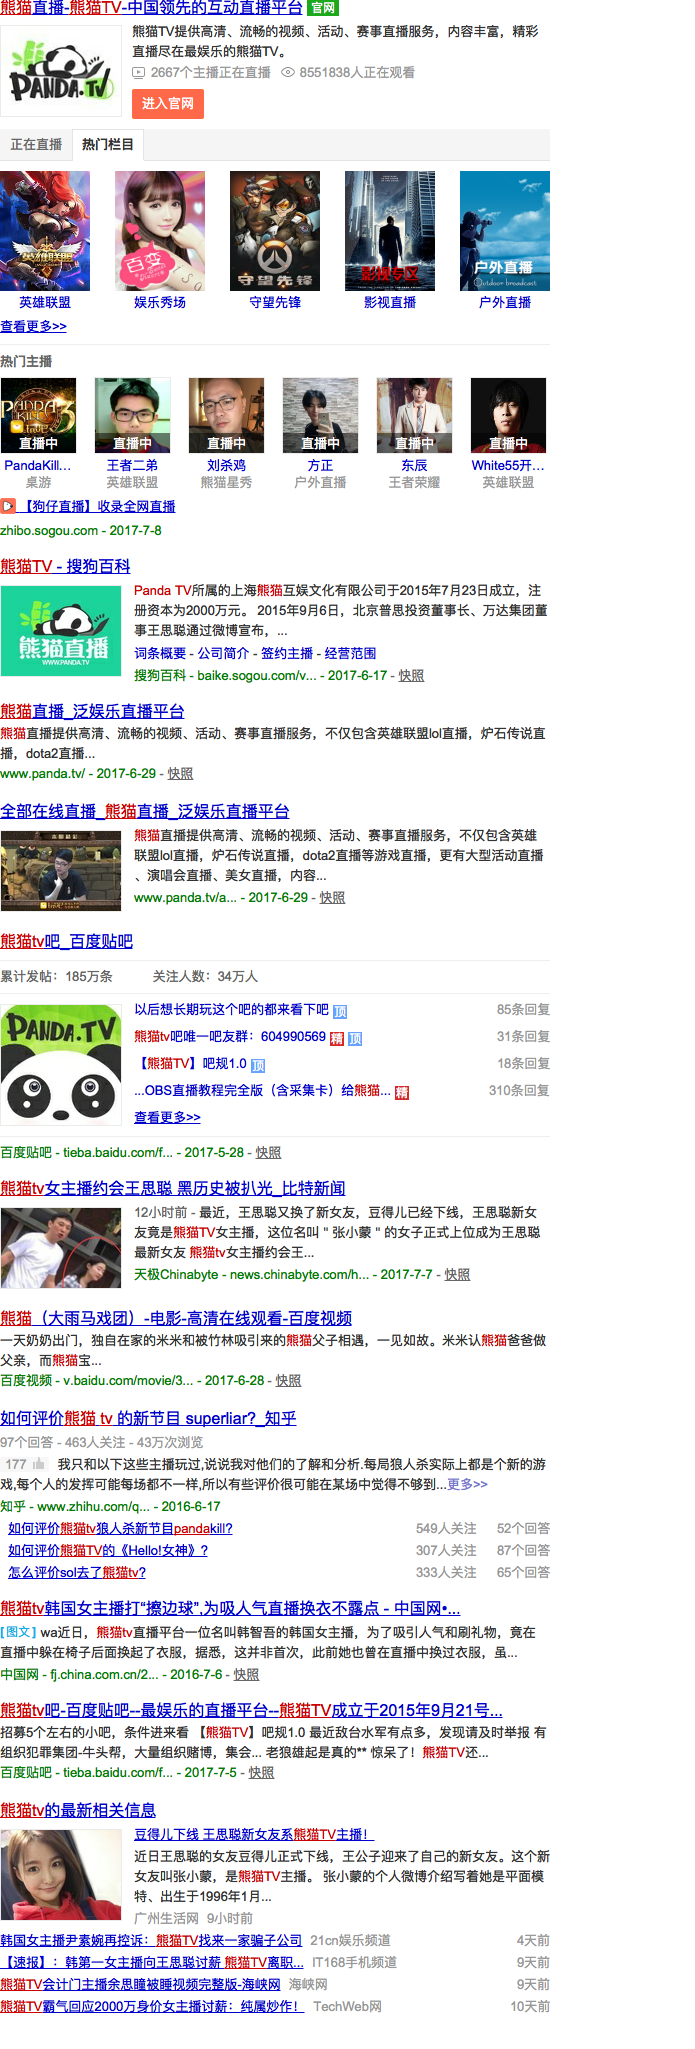 熊猫直播-熊猫TV-中国领先的互动直播平台 官网
熊猫TV提供高清、流畅的视频、活动、赛事直播服务，内容丰富，精彩
直播尽在最娱乐的熊猫TV。
2667个主播正在直播 8551838人正在观看
PANDA.TV
进入官网
正在直播 热门栏目
英雄联盟 百变 守望先锋 影视专区 户外直播
Outdoor broadcast
英雄联盟 娱乐秀场 守望先锋 影视直播 户外直播
查看更多>>
热门主播
PANDA KILL 3
直播中 直播中 直播中 直播中 直播中 直播中
PandaKill... 王者二弟 刘杀鸡 方正 东辰 White55开...
桌游 英雄联盟 熊猫星秀 户外直播 王者荣耀 英雄联盟
【狗仔直播】收录全网直播
zhibo.sogou.com - 2017-7-8
熊猫TV - 搜狗百科
Panda TV所属的上海熊猫互娱文化有限公司于2015年7月23日成立，注
册资本为2000万元。 2015年9月6日，北京普思投资董事长、万达集团董
事王思聪通过微博宣布，...
熊猫直播
WWW.PANDA.TV
词条概要 - 公司简介 - 签约主播 - 经营范围
搜狗百科 - baike.sogou.com/v... - 2017-6-17 - 快照
熊猫直播_泛娱乐直播平台
熊猫直播提供高清、流畅的视频、活动、赛事直播服务，不仅包含英雄联盟lol直播，炉石传说直
播，dota2直播...
www.panda.tv/ - 2017-6-29 - 快照
全部在线直播_熊猫直播_泛娱乐直播平台
熊猫直播提供高清、流畅的视频、活动、赛事直播服务，不仅包含英雄
联盟lol直播，炉石传说直播，dota2直播等游戏直播，更有大型活动直播
、演唱会直播、美女直播，内容...
www.panda.tv/a... - 2017-6-29 - 快照
熊猫tv吧_百度贴吧
累计发帖：185万条 关注人数：34万人
PANDA.TV
以后想长期玩这个吧的都来看下吧 顶 85条回复
熊猫tv吧唯一吧友群：604990569 精 顶 31条回复
【熊猫TV】吧规1.0 顶 18条回复
...OBS直播教程完全版（含采集卡）给熊猫... 精 310条回复
查看更多>>
百度贴吧 - tieba.baidu.com/f... - 2017-5-28 - 快照
熊猫tv女主播约会王思聪 黑历史被扒光_比特新闻
12小时前 - 最近，王思聪又换了新女友，豆得儿已经下线，王思聪新女
友竟是熊猫TV女主播，这位名叫 " 张小蒙 " 的女子正式上位成为王思聪
最新女友 熊猫tv女主播约会王...
天极Chinabyte - news.chinabyte.com/h... - 2017-7-7 - 快照
熊猫（大雨马戏团）-电影-高清在线观看-百度视频
一天奶奶出门，独自在家的米米和被竹林吸引来的熊猫父子相遇，一见如故。米米认熊猫爸爸做
父亲，而熊猫宝...
百度视频 - v.baidu.com/movie/3... - 2017-6-28 - 快照
如何评价熊猫 tv 的新节目 superliar?_知乎
97个回答 - 463人关注 - 43万次浏览
177 我只和以下这些主播玩过,说说我对他们的了解和分析.每局狼人杀实际上都是个新的游
戏,每个人的发挥可能每场都不一样,所以有些评价很可能在某场中觉得不够到...更多>>
知乎 - www.zhihu.com/q... - 2016-6-17
如何评价熊猫tv狼人杀新节目pandakill? 549人关注 52个回答
如何评价熊猫TV的《Hello!女神》? 307人关注 87个回答
怎么评价sol去了熊猫tv? 333人关注 65个回答
熊猫tv韩国女主播打“擦边球”,为吸人气直播换衣不露点 - 中国网•...
[图文] wa近日，熊猫tv直播平台一位名叫韩智吾的韩国女主播，为了吸引人气和刷礼物，竟在
直播中躲在椅子后面换起了衣服，据悉，这并非首次，此前她也曾在直播中换过衣服，虽...
中国网 - fj.china.com.cn/2... - 2016-7-6 - 快照
熊猫tv吧-百度贴吧--最娱乐的直播平台--熊猫TV成立于2015年9月21号...
招募5个左右的小吧，条件进来看 【熊猫TV】吧规1.0 最近敌台水军有点多，发现请及时举报 有
组织犯罪集团-牛头帮，大量组织赌博，集会... 老狼雄起是真的** 惊呆了！熊猫TV还...
百度贴吧 - tieba.baidu.com/f... - 2017-7-5 - 快照
熊猫tv的最新相关信息
豆得儿下线 王思聪新女友系熊猫TV主播！
近日王思聪的女友豆得儿正式下线，王公子迎来了自己的新女友。这个新
女友叫张小蒙，是熊猫TV主播。 张小蒙的个人微博介绍写着她是平面模
特、出生于1996年1月...
广州生活网 9小时前
韩国女主播尹素婉再控诉：熊猫TV找来一家骗子公司 21cn娱乐频道 4天前
【速报】：韩第一女主播向王思聪讨薪 熊猫TV离职... IT168手机频道 9天前
熊猫TV会计门主播余思瞳被睡视频完整版-海峡网 海峡网 9天前
熊猫TV霸气回应2000万身价女主播讨薪：纯属炒作！ TechWeb网 10天前